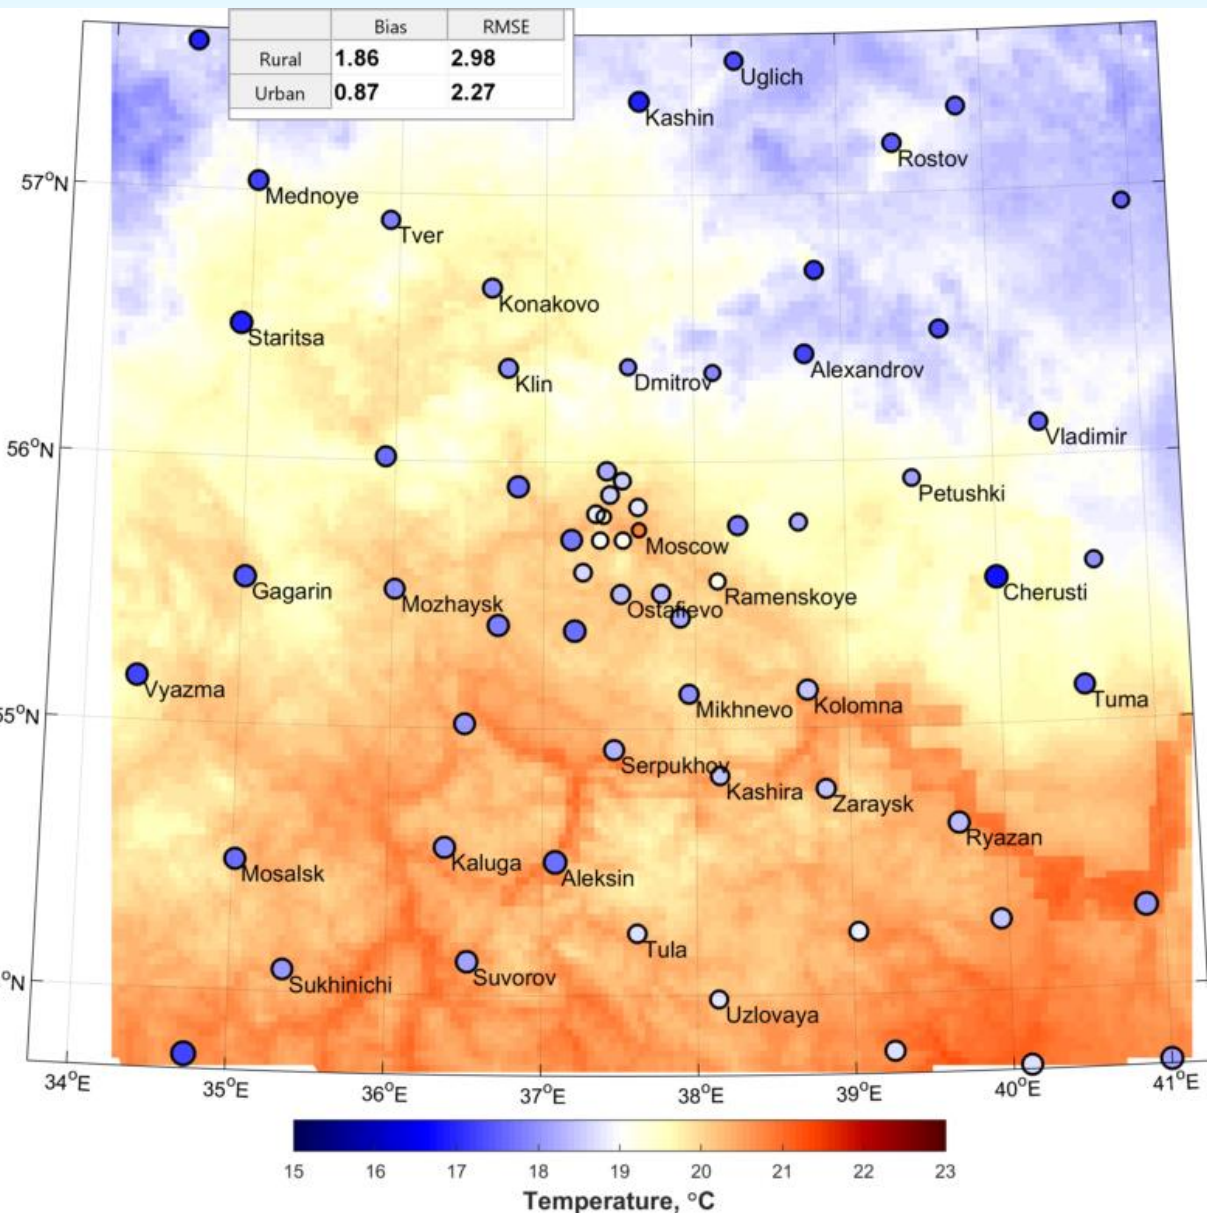 Bias RMSE
Rural 1.86 2.98
Urban 0.87 2.27
Uglich
Kashin
Rostov
57°N
Mednoye
Tver
Konakovo
Staritsa
Klin
Dmitrov
Alexandrov
Vladimir
56°N
Petushki
Moscow
Gagarin
Mozhaysk
Ostafievo
Ramenskoye
Cherusti
Vyazma
Mikhnevo
Kolomna
Tuma
55°N
Serpukhov
Kashira
Zaraysk
Ryazan
Mosalsk
Kaluga
Aleksin
Tula
Sukhinichi
Suvorov
°N
Uzlovaya
34°E 35°E 36°E 37°E 38°E 39°E 40°E 41°E
15 16 17 18 19 20 21 22 23
Temperature, °C